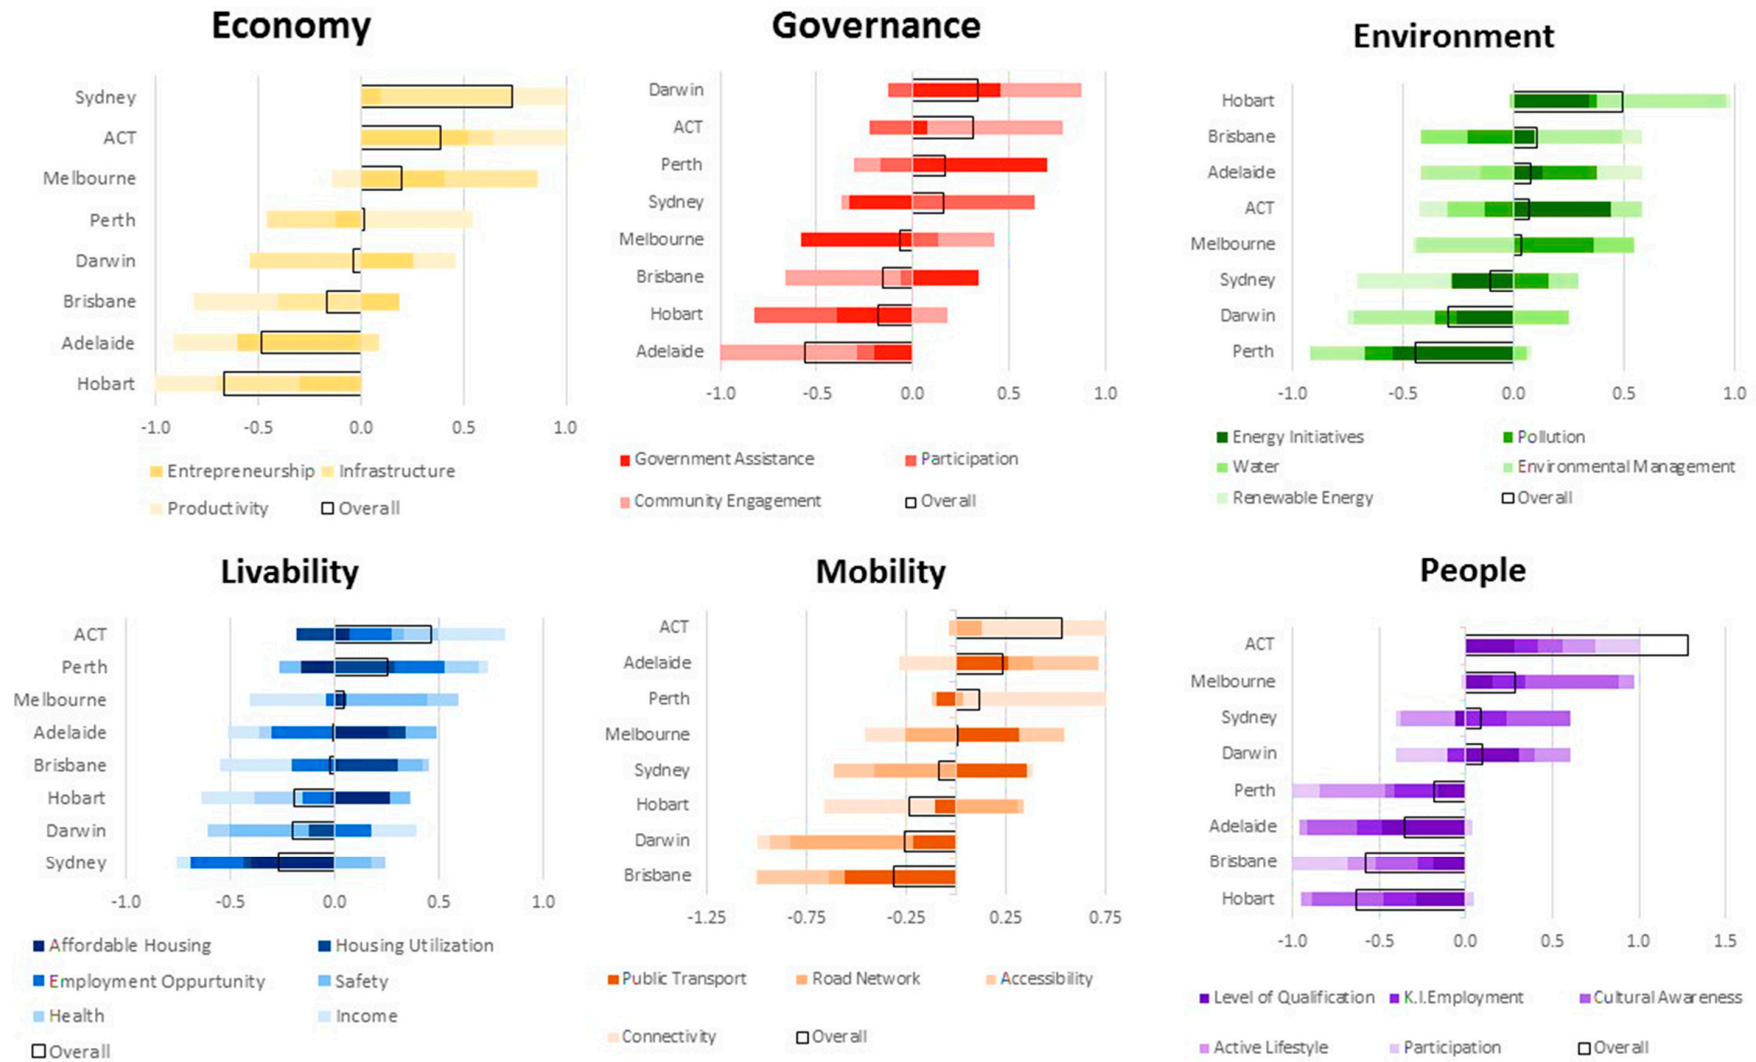 Economy
Sydney
ACT
Melbourne
Perth
Darwin
Brisbane
Adelaide
Hobart
-1.0 -0.5 0.0 0.5 1.0
Entrepreneurship Infrastructure
Productivity Overall
Governance
Darwin
ACT
Perth
Sydney
Melbourne
Brisbane
Hobart
Adelaide
-1.0 -0.5 0.0 0.5 1.0
Government Assistance Participation
Community Engagement Overall
Environment
Hobart
Brisbane
Adelaide
ACT
Melbourne
Sydney
Darwin
Perth
-1.0 -0.5 0.0 0.5 1.0
Energy Initiatives Pollution
Water Environmental Management
Renewable Energy Overall
Livability
ACT
Perth
Melbourne
Adelaide
Brisbane
Hobart
Darwin
Sydney
-1.0 -0.5 0.0 0.5 1.0
Affordable Housing Housing Utilization
Employment Opportunity Safety
Health Income
Overall
Mobility
ACT
Adelaide
Perth
Melbourne
Sydney
Hobart
Darwin
Brisbane
-1.25 -0.75 -0.25 0.25 0.75
Public Transport Road Network Accessibility
Connectivity Overall
People
ACT
Melbourne
Sydney
Darwin
Perth
Adelaide
Brisbane
Hobart
-1.0 -0.5 0.0 0.5 1.0 1.5
Level of Qualification K.I.Employment Cultural Awareness
Active Lifestyle Participation Overall